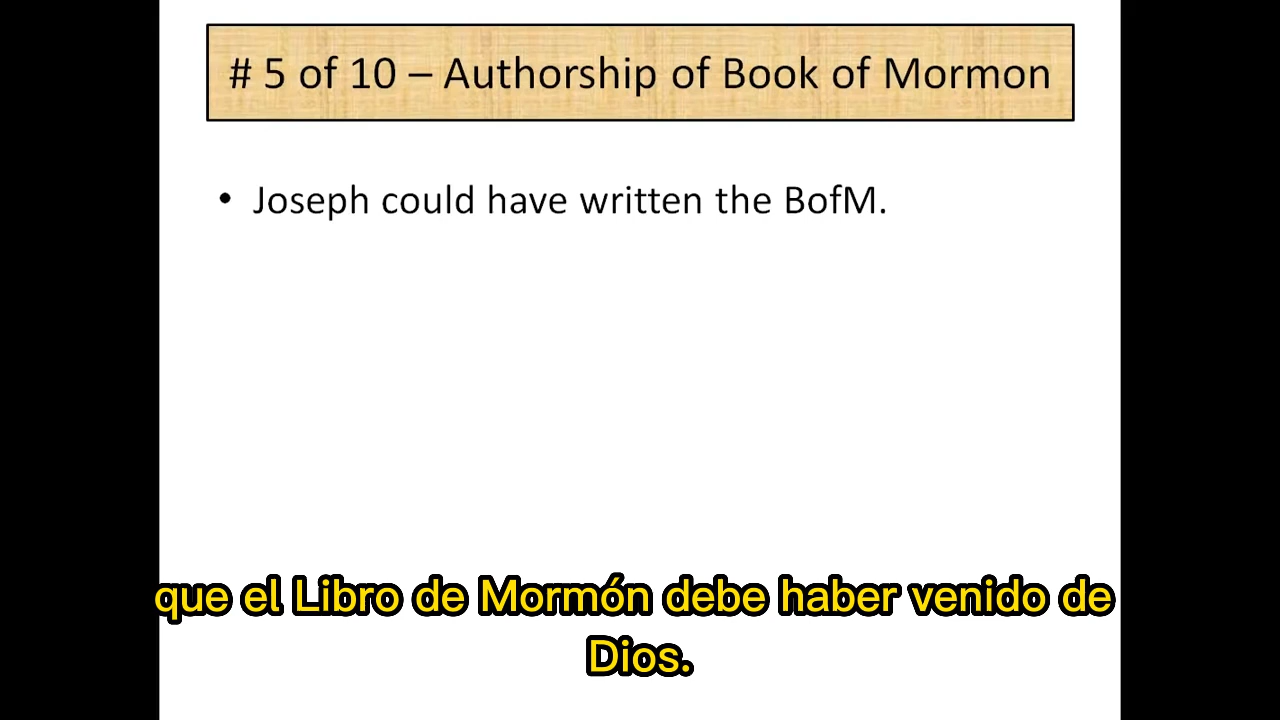 # 5 of 10 – Authorship of Book of Mormon
• Joseph could have written the BofM.
que el Libro de Mormón debe haber venido de
Dios.